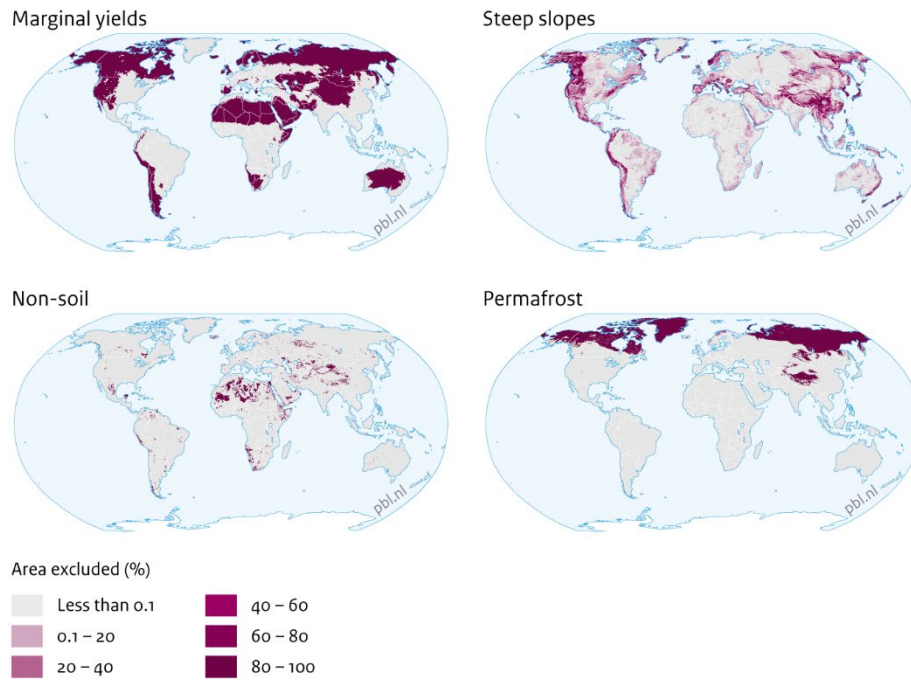 Marginal yields
Steep slopes
pbl.nl
pbl.nl
Non-soil
Permafrost
pbl.nl
pbl.nl
Area excluded (%)
Less than 0.1
0.1 – 20
20 – 40
40 – 60
60 – 80
80 – 100